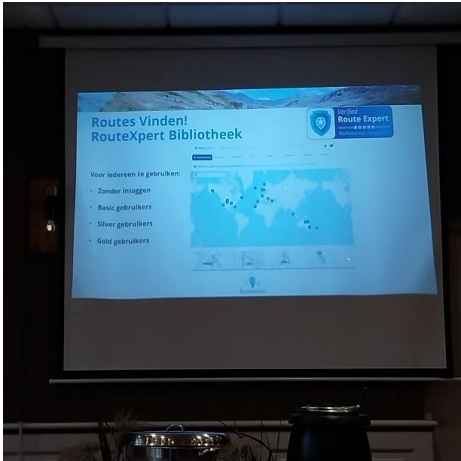 Routes Vinden!
RouteXpert Bibliotheek
Verified
Route Expert
Voor iedereen te gebruiken:
- Zonder inloggen
- Basic gebruikers
- Silver gebruikers
- Gold gebruikers